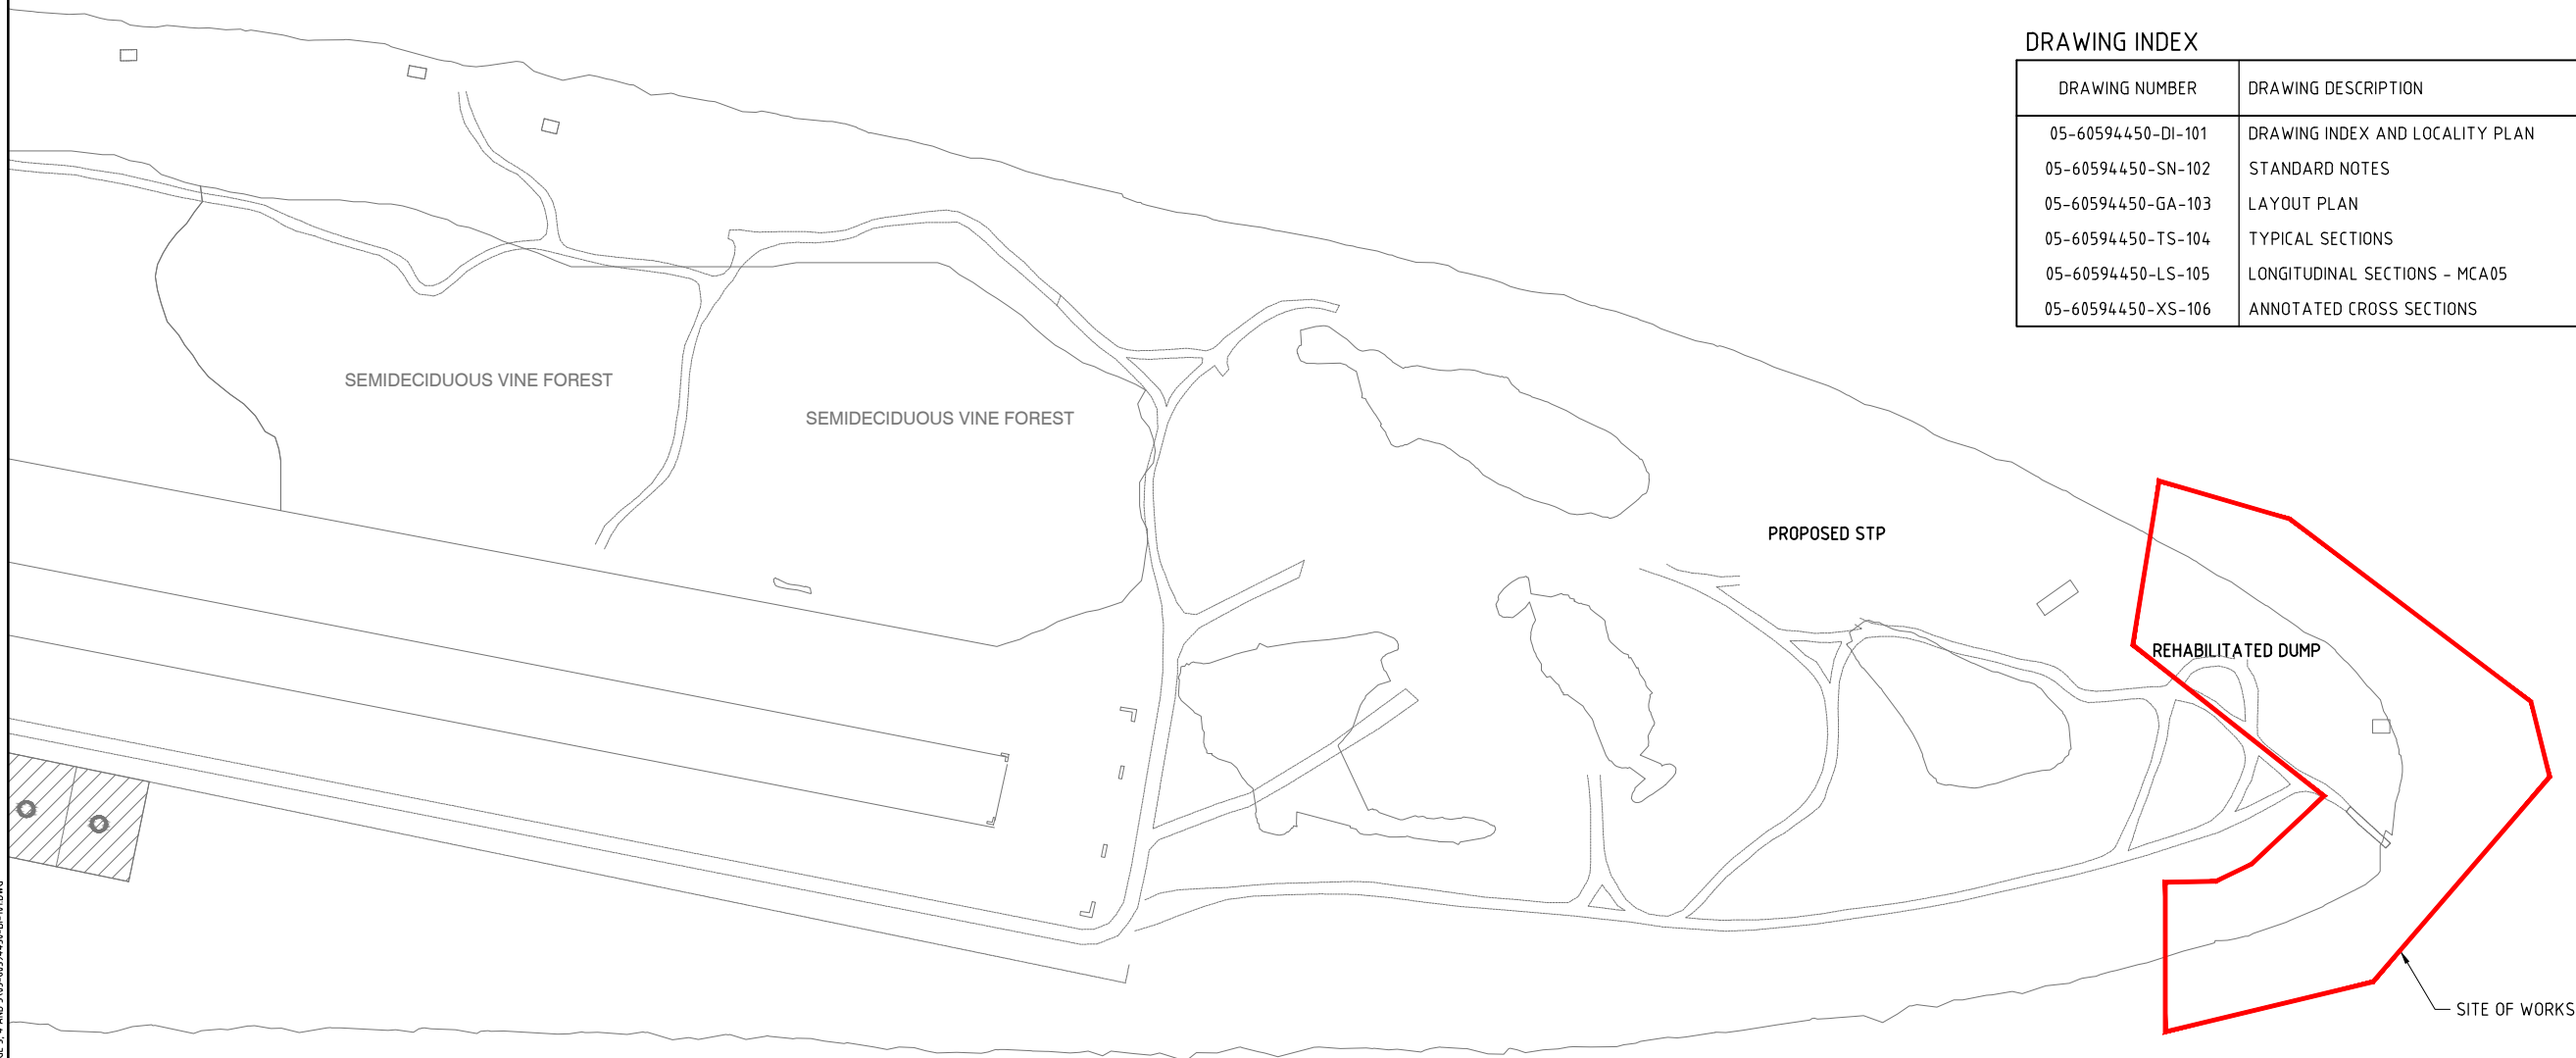 DRAWING INDEX
DRAWING NUMBER DRAWING DESCRIPTION
05-60594450-DI-101 DRAWING INDEX AND LOCALITY PLAN
05-60594450-SN-102 STANDARD NOTES
05-60594450-GA-103 LAYOUT PLAN
05-60594450-TS-104 TYPICAL SECTIONS
05-60594450-LS-105 LONGITUDINAL SECTIONS - MCA05
05-60594450-XS-106 ANNOTATED CROSS SECTIONS
SEMIDECIDUOUS VINE FOREST
SEMIDECIDUOUS VINE FOREST
PROPOSED STP
REHABILITATED DUMP
SITE OF WORKS